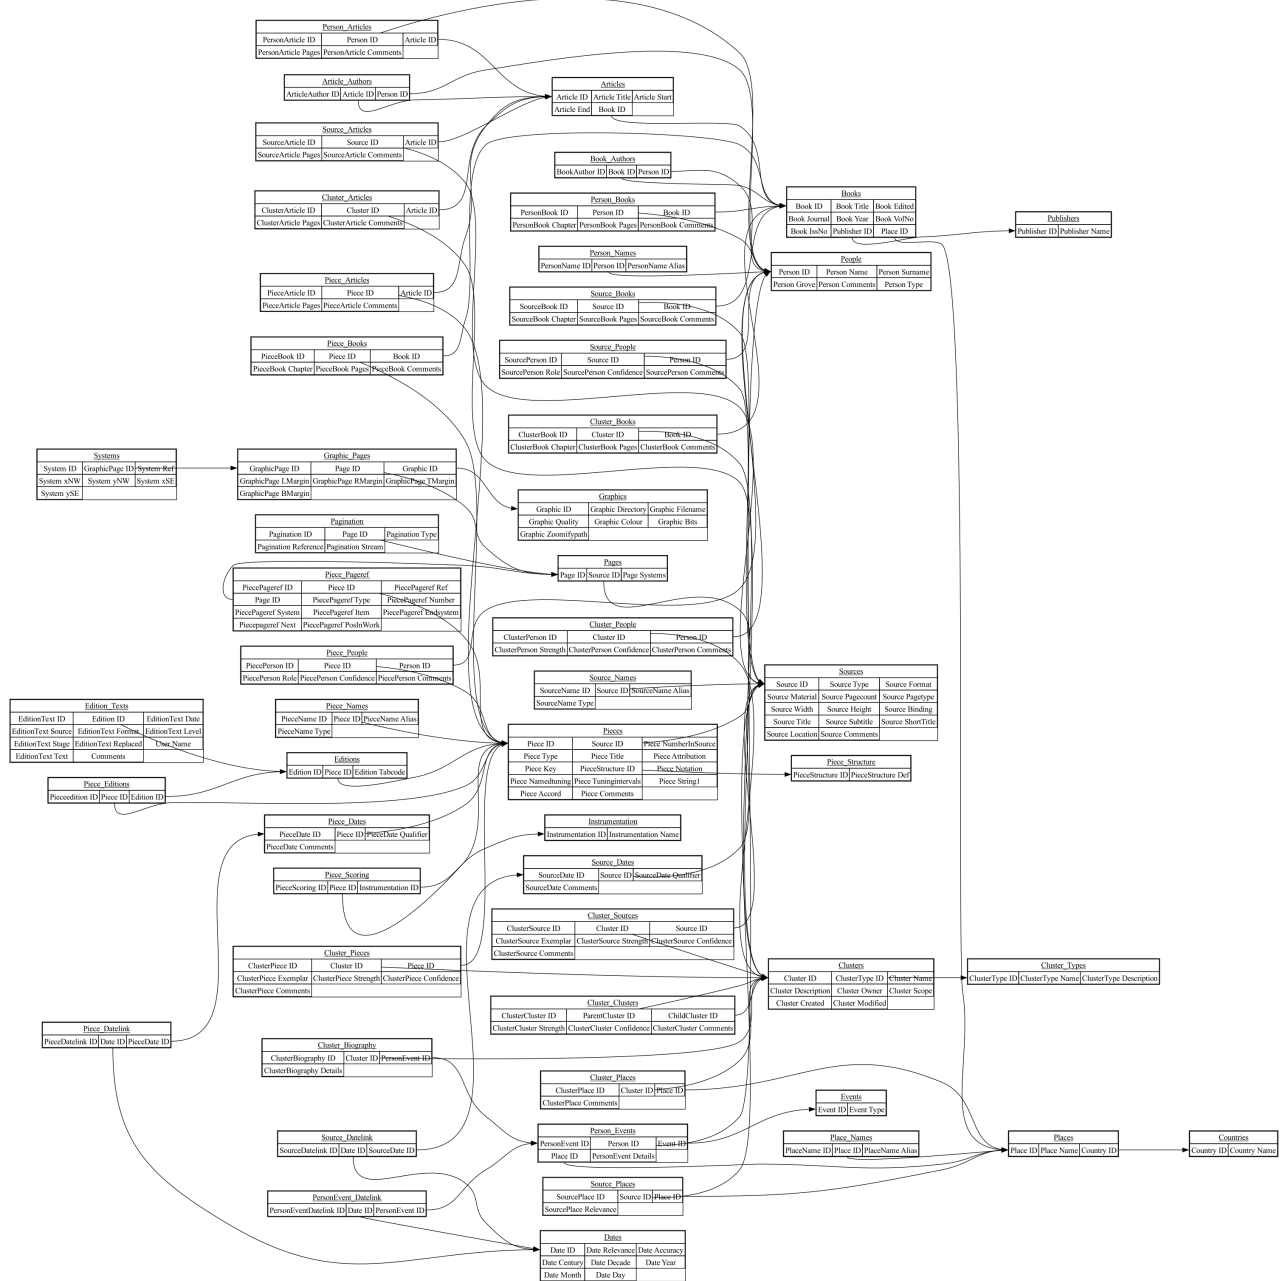 Person_Articles
PersonArticle ID Person ID Article ID
PersonArticle Pages PersonArticle Comments
Article_Authors
ArticleAuthor ID Article ID Person ID
Articles
Article ID Article Title Article Start
Article End Book ID
Source_Articles
SourceArticle ID Source ID Article ID
SourceArticle Pages SourceArticle Comments
Book_Authors
BookAuthor ID Book ID Person ID
Cluster_Articles
ClusterArticle ID Cluster ID Article ID
ClusterArticle Pages ClusterArticle Comments
Person_Books
PersonBook ID Person ID Book ID
PersonBook Chapter PersonBook Pages PersonBook Comments
Books
Book ID Book Title Book Edited
Book Journal Book Year Book VolNo
Book IssNo Publisher ID Place ID
Publishers
Publisher ID Publisher Name
Person_Names
PersonName ID Person ID PersonName Alias
People
Person ID Person Name Person Surname
Person Grove Person Comments Person Type
Piece_Articles
PieceArticle ID Piece ID Article ID
PieceArticle Pages PieceArticle Comments
Source_Books
SourceBook ID Source ID Book ID
SourceBook Chapter SourceBook Pages SourceBook Comments
Piece_Books
PieceBook ID Piece ID Book ID
PieceBook Chapter PieceBook Pages PieceBook Comments
Source_People
SourcePerson ID Source ID Person ID
SourcePerson Role SourcePerson Confidence SourcePerson Comments
Cluster_Books
ClusterBook ID Cluster ID Book ID
ClusterBook Chapter ClusterBook Pages ClusterBook Comments
Systems
System ID GraphicPage ID System Ref
System xNW System yNW System xSE
System ySE
Graphic_Pages
GraphicPage ID Page ID Graphic ID
GraphicPage LMargin GraphicPage RMargin GraphicPage TMargin
GraphicPage BMargin
Graphics
Graphic ID Graphic Directory Graphic Filename
Graphic Quality Graphic Colour Graphic Bits
Graphic Zoomifypath
Pagination
Pagination ID Page ID Pagination Type
Pagination Reference Pagination Stream
Pages
Page ID Source ID Page Systems
Piece_Pageref
PiecePageref ID Piece ID PiecePageref Ref
Page ID PiecePageref Type PiecePageref Number
PiecePageref System PiecePageref Item PiecePageref Endsystem
Piecepageref Next PiecePageref PosInWork
Cluster_People
ClusterPerson ID Cluster ID Person ID
ClusterPerson Strength ClusterPerson Confidence ClusterPerson Comments
Piece_People
PiecePerson ID Piece ID Person ID
PiecePerson Role PiecePerson Confidence PiecePerson Comments
Source_Names
SourceName ID Source ID SourceName Alias
SourceName Type
Sources
Source ID Source Type Source Format
Source Material Source Pagecount Source Pagetype
Source Width Source Height Source Binding
Source Title Source Subtitle Source ShortTitle
Source Location Source Comments
Edition_Texts
EditionText ID Edition ID EditionText Date
EditionText Source EditionText Format EditionText Level
EditionText Stage EditionText Replaced User Name
EditionText Text Comments
Piece_Names
PieceName ID Piece ID PieceName Alias
PieceName Type
Pieces
Piece ID Source ID Piece NumberInSource
Piece Type Piece Title Piece Attribution
Piece Key PieceStructure ID Piece Notation
Piece Namedtuning Piece Tuningintervals Piece String1
Piece Accord Piece Comments
Editions
Edition ID Piece ID Edition Tabcode
Piece_Structure
PieceStructure ID PieceStructure Def
Piece_Editions
Pieceedition ID Piece ID Edition ID
Piece_Dates
PieceDate ID Piece ID PieceDate Qualifier
PieceDate Comments
Instrumentation
Instrumentation ID Instrumentation Name
Piece_Scoring
PieceScoring ID Piece ID Instrumentation ID
Source_Dates
SourceDate ID Source ID SourceDate Qualifier
SourceDate Comments
Cluster_Sources
ClusterSource ID Cluster ID Source ID
ClusterSource Exemplar ClusterSource Strength ClusterSource Confidence
ClusterSource Comments
Cluster_Pieces
ClusterPiece ID Cluster ID Piece ID
ClusterPiece Exemplar ClusterPiece Strength ClusterPiece Confidence
ClusterPiece Comments
Clusters
Cluster ID ClusterType ID Cluster Name
Cluster Description Cluster Owner Cluster Scope
Cluster Created Cluster Modified
Cluster_Types
ClusterType ID ClusterType Name ClusterType Description
Cluster_Clusters
ClusterCluster ID ParentCluster ID ChildCluster ID
ClusterCluster Strength ClusterCluster Confidence ClusterCluster Comments
Piece_Datelink
PieceDatelink ID Date ID PieceDate ID
Cluster_Biography
ClusterBiography ID Cluster ID PersonEvent ID
ClusterBiography Details
Cluster_Places
ClusterPlace ID Cluster ID Place ID
ClusterPlace Comments
Events
Event ID Event Type
Source_Datelink
SourceDatelink ID Date ID SourceDate ID
Person_Events
PersonEvent ID Person ID Event ID
Place ID PersonEvent Details
Place_Names
PlaceName ID Place ID PlaceName Alias
Places
Place ID Place Name Country ID
Countries
Country ID Country Name
PersonEvent_Datelink
PersonEventDatelink ID Date ID PersonEvent ID
Source_Places
SourcePlace ID Source ID Place ID
SourcePlace Relevance
Dates
Date ID Date Relevance Date Accuracy
Date Century Date Decade Date Year
Date Month Date Day